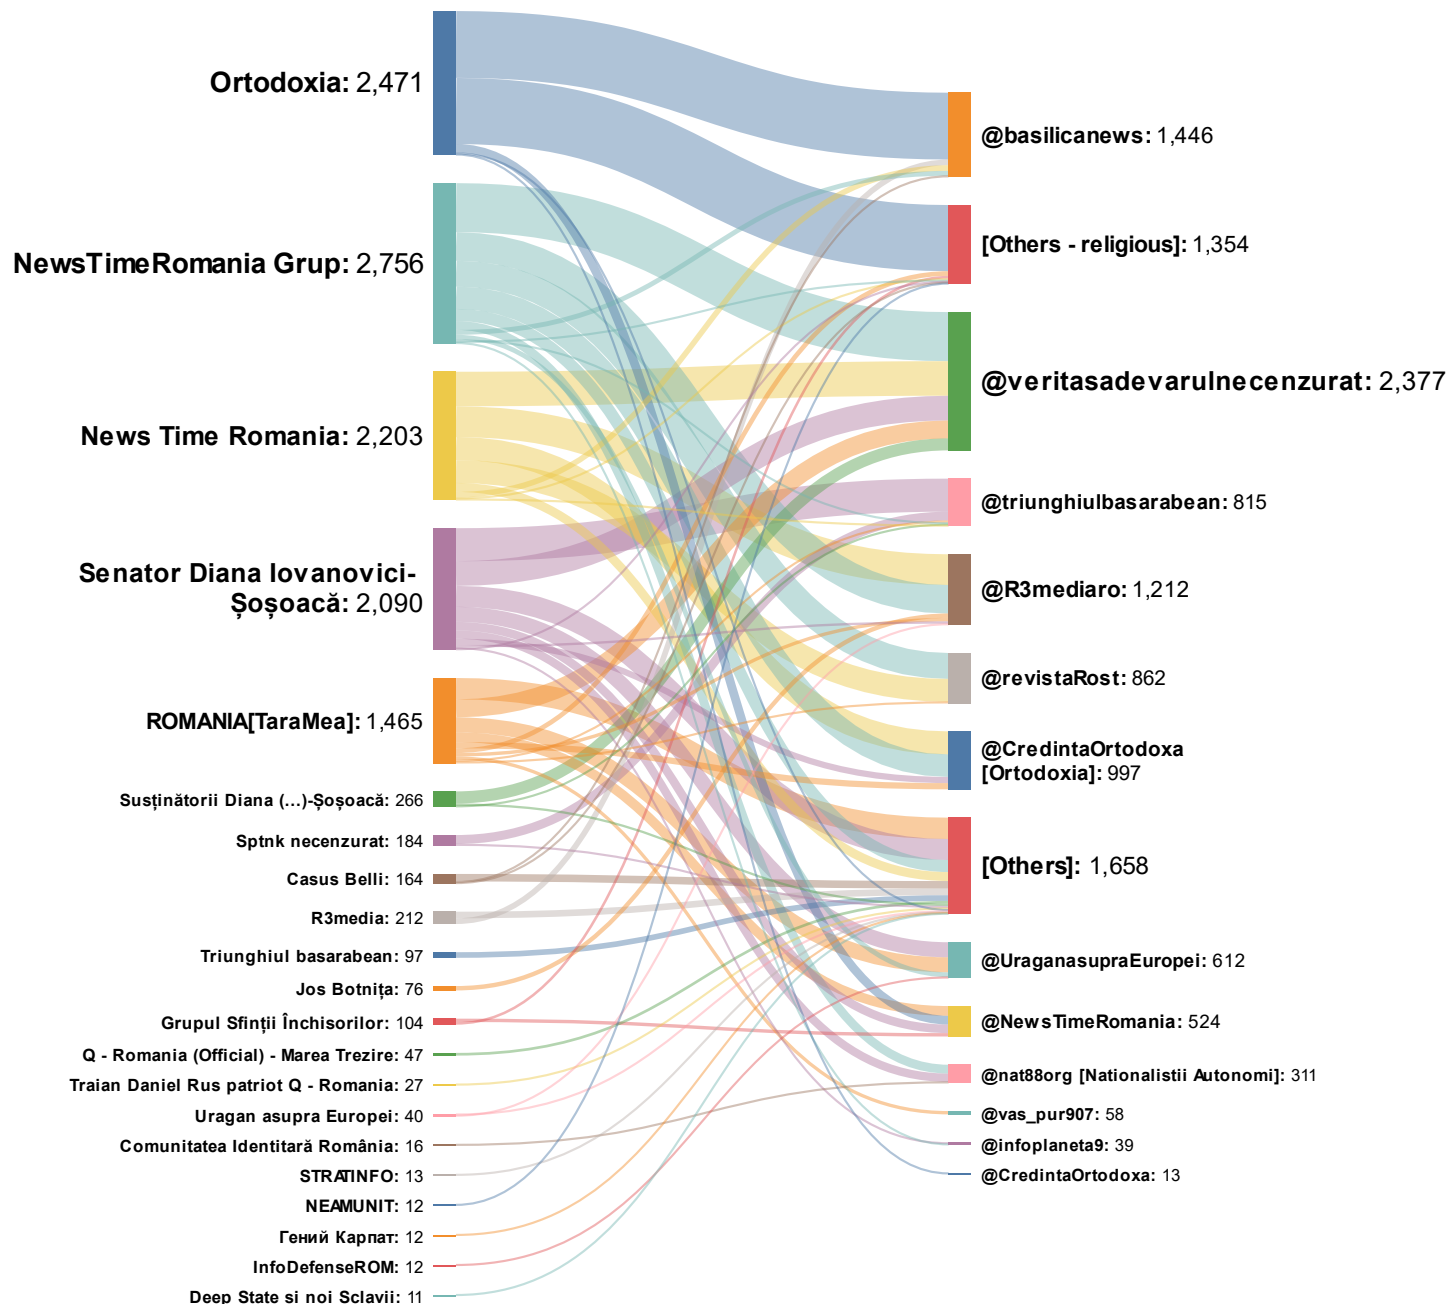 Ortodoxia: 2,471
NewsTimeRomania Grup: 2,756
News Time Romania: 2,203
Senator Diana Iovanovici-
Șoșoacă: 2,090
ROMANIA[TaraMea]: 1,465
Susținătorii Diana (...)-Șoșoacă: 266
Sptnk necenzurat: 184
Casus Belli: 164
R3media: 212
Triunghiul basarabean: 97
Jos Botnița: 76
Grupul Sfinții Închisorilor: 104
Q - Romania (Official) - Marea Trezire: 47
Traian Daniel Rus patriot Q - Romania: 27
Uragan asupra Europei: 40
Comunitatea Identitară România: 16
STRATINFO: 13
NEAMUNIT: 12
Гений Карпат: 12
InfoDefenseROM: 12
Deep State si noi Sclavii: 11
@basilicanews: 1,446
[Others - religious]: 1,354
@veritasadevarulnecenzurat: 2,377
@triunghiulbasarabean: 815
@R3mediaro: 1,212
@revistaRost: 862
@CredintaOrtodoxa
[Ortodoxia]: 997
[Others]: 1,658
@UraganasupraEuropei: 612
@NewsTimeRomania: 524
@nat88org [Nationalistii Autonomi]: 311
@vas_pur907: 58
@infoplaneta9: 39
@CredintaOrtodoxa: 13